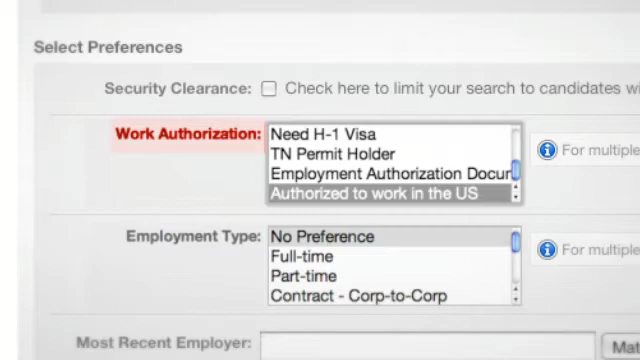 Select Preferences
Security Clearance: Check here to limit your search to candidates wi
Work Authorization:
Need H-1 Visa
TN Permit Holder
Employment Authorization Docur
Authorized to work in the US
For multiple
Employment Type:
No Preference
Full-time
Part-time
Contract - Corp-to-Corp
For multiple
Most Recent Employer:
Mat